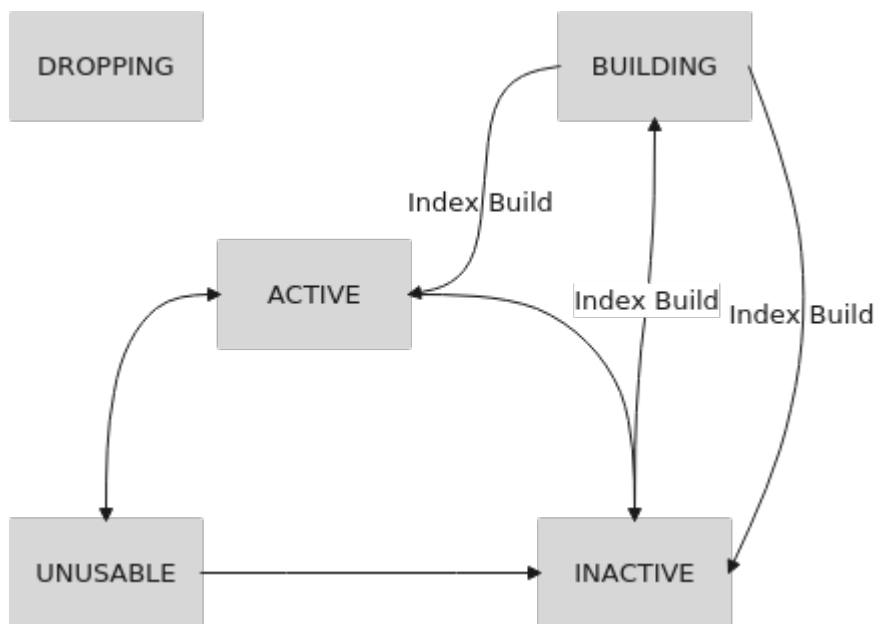 DROPPING
BUILDING
Index Build
ACTIVE
Index Build
Index Build
UNUSABLE
INACTIVE